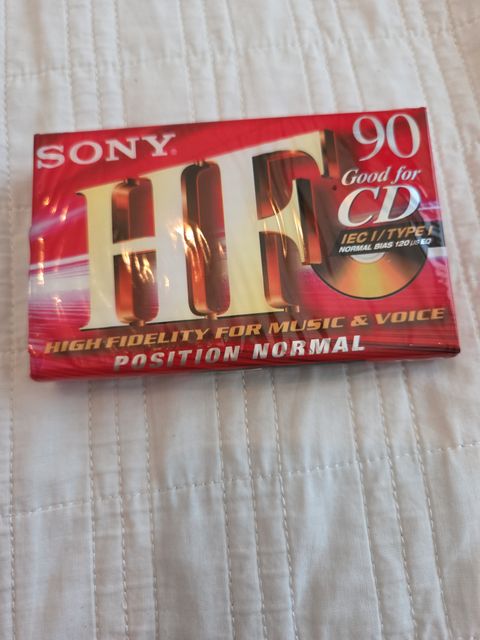 SONY®
90
HF
Good for
CD
IEC I / TYPE I
NORMAL BIAS 120 µs EQ
HIGH FIDELITY FOR MUSIC & VOICE
POSITION NORMAL